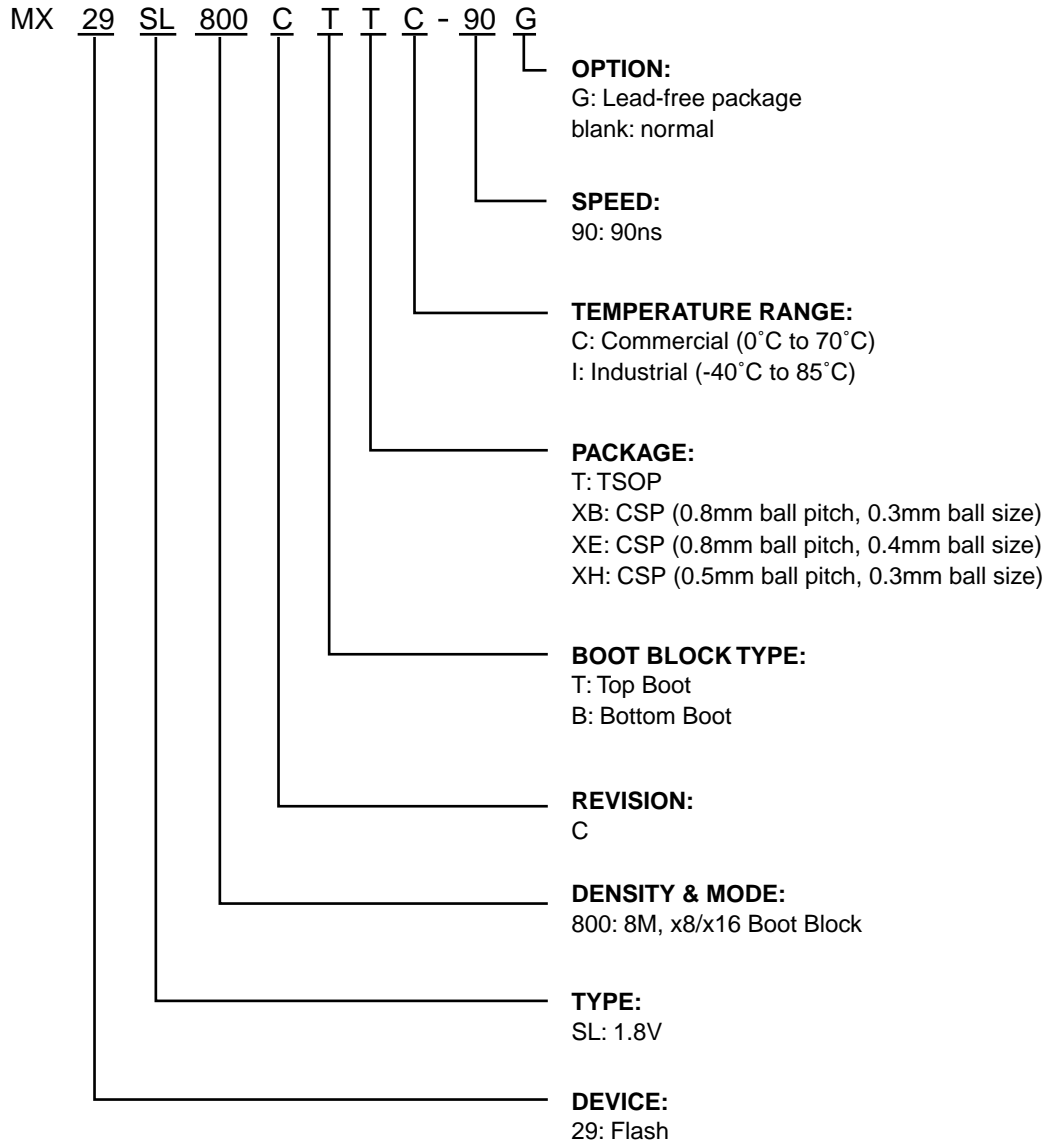 MX 29 SL 800 C T T C - 90 G
OPTION:
G: Lead-free package
blank: normal
SPEED:
90: 90ns
TEMPERATURE RANGE:
C: Commercial (0˚C to 70˚C)
I: Industrial (-40˚C to 85˚C)
PACKAGE:
T: TSOP
XB: CSP (0.8mm ball pitch, 0.3mm ball size)
XE: CSP (0.8mm ball pitch, 0.4mm ball size)
XH: CSP (0.5mm ball pitch, 0.3mm ball size)
BOOT BLOCK TYPE:
T: Top Boot
B: Bottom Boot
REVISION:
C
DENSITY & MODE:
800: 8M, x8/x16 Boot Block
TYPE:
SL: 1.8V
DEVICE:
29: Flash